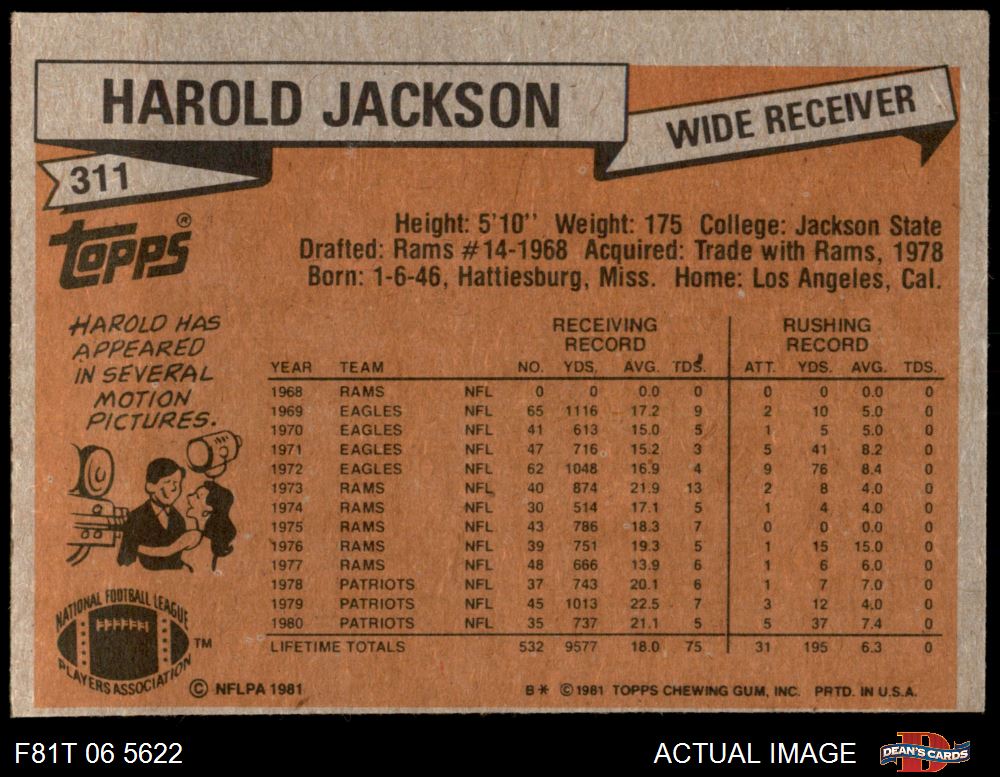 HAROLD JACKSON
WIDE RECEIVER
311
TOPPS®
Height: 5'10'' Weight: 175 College: Jackson State
Drafted: Rams #14-1968 Acquired: Trade with Rams, 1978
Born: 1-6-46, Hattiesburg, Miss. Home: Los Angeles, Cal.
HAROLD HAS
APPEARED
IN SEVERAL
MOTION
PICTURES.
RECEIVING RUSHING
RECORD RECORD
YEAR TEAM NO. YDS. AVG. TDS. ATT. YDS. AVG. TDS.
1968 RAMS NFL 0 0 0.0 0 0 0 0.0 0
1969 EAGLES NFL 65 1116 17.2 9 2 10 5.0 0
1970 EAGLES NFL 41 613 15.0 5 1 5 5.0 0
1971 EAGLES NFL 47 716 15.2 3 5 41 8.2 0
1972 EAGLES NFL 62 1048 16.9 4 9 76 8.4 0
1973 RAMS NFL 40 874 21.9 13 2 8 4.0 0
1974 RAMS NFL 30 514 17.1 5 1 4 4.0 0
1975 RAMS NFL 43 786 18.3 7 0 0 0.0 0
1976 RAMS NFL 39 751 19.3 5 1 15 15.0 0
1977 RAMS NFL 48 666 13.9 6 1 6 6.0 0
1978 PATRIOTS NFL 37 743 20.1 6 1 7 7.0 0
1979 PATRIOTS NFL 45 1013 22.5 7 3 12 4.0 0
1980 PATRIOTS NFL 35 737 21.1 5 5 37 7.4 0
LIFETIME TOTALS 532 9577 18.0 75 31 195 6.3 0
NATIONAL FOOTBALL LEAGUE
PLAYERS ASSOCIATION
TM
© NFLPA 1981
B* © 1981 TOPPS CHEWING GUM, INC. PRTD. IN U.S.A.
F81T 06 5622
ACTUAL IMAGE
DEAN'S CARDS